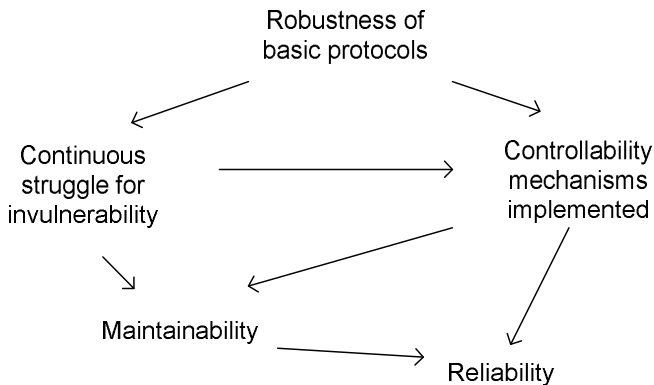 Robustness of
basic protocols
Continuous
struggle for
invulnerability
Controllability
mechanisms
implemented
Maintainability
Reliability